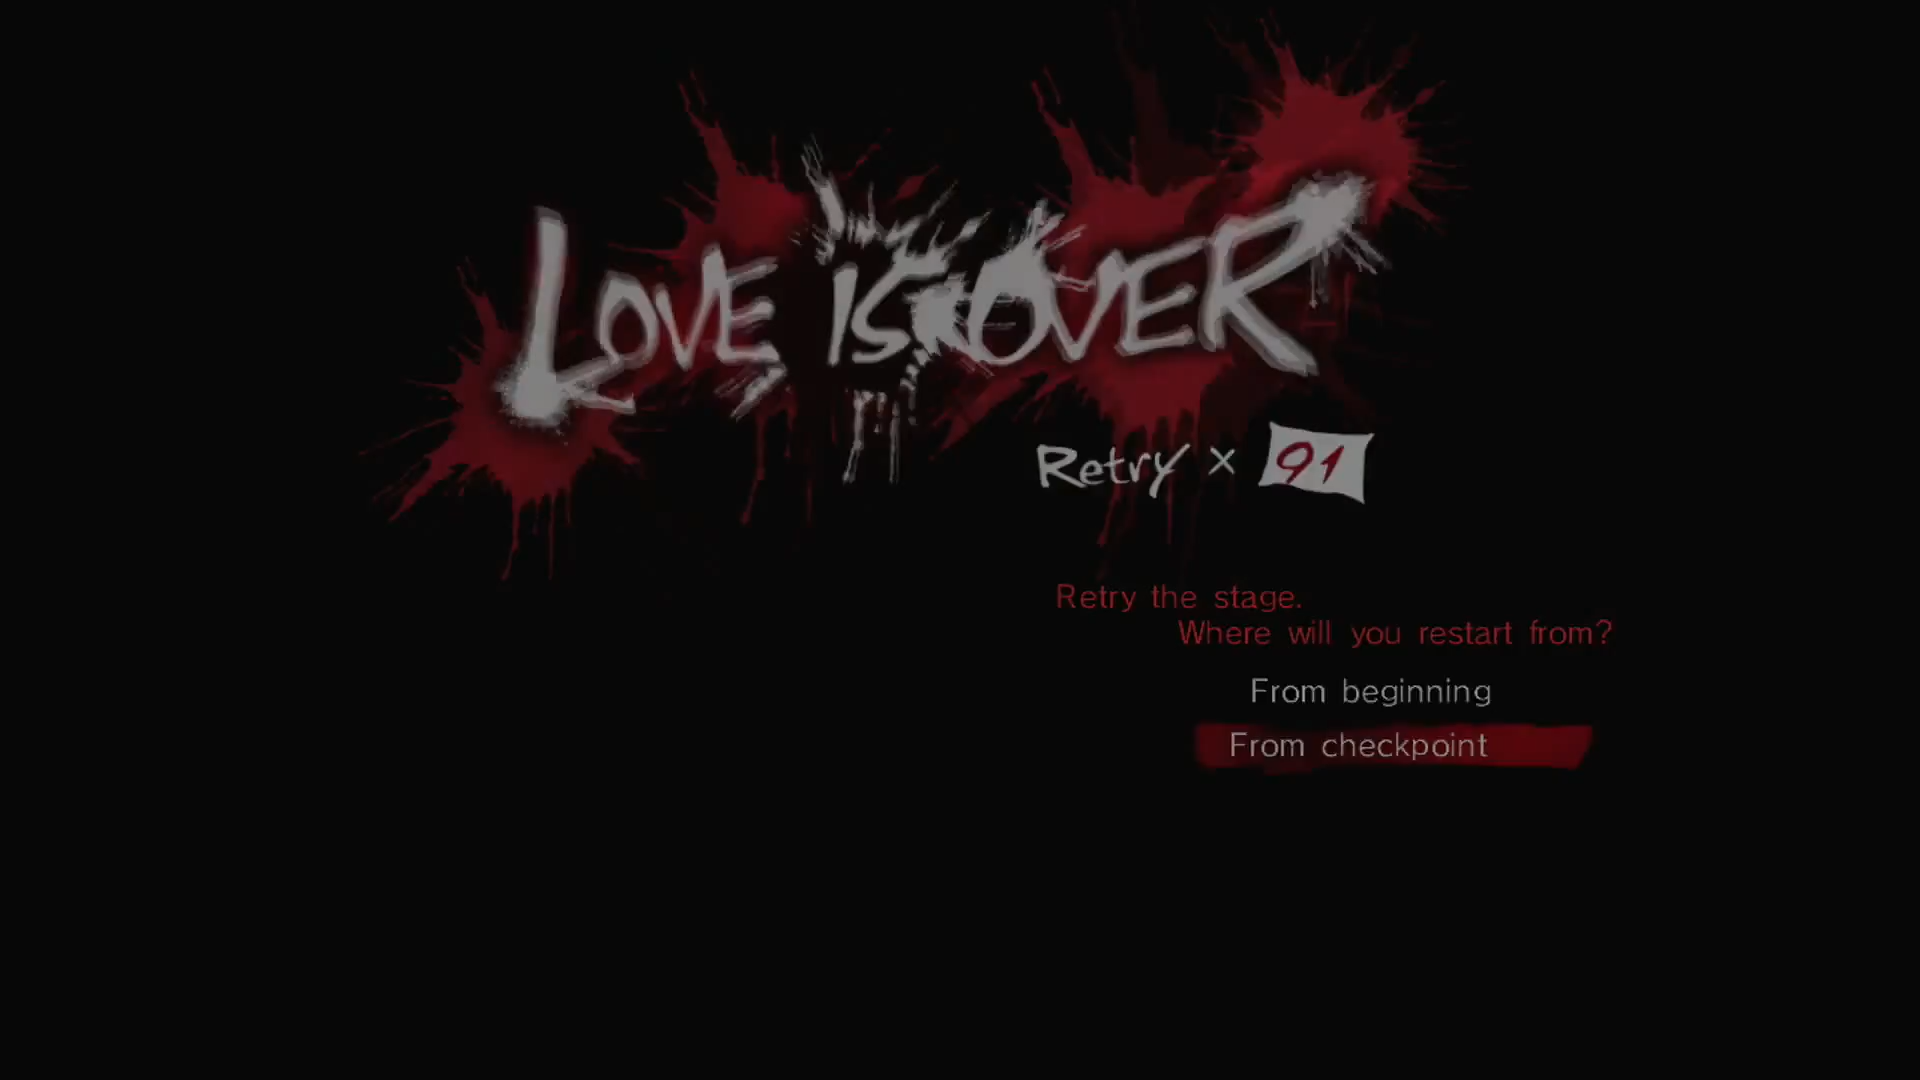 LOVE IS OVER
Retry × 91
Retry the stage.
Where will you restart from?
From beginning
From checkpoint